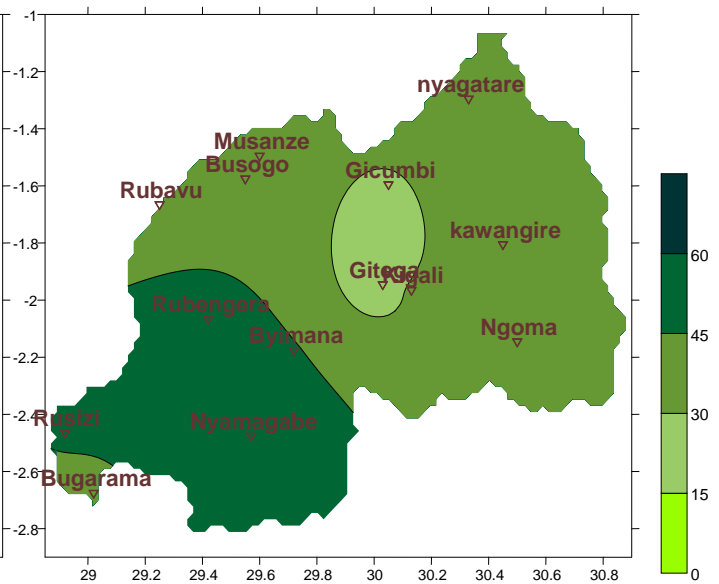 -1
-1.2
nyagatare
-1.4
Musanze
Busogo
Gicumbi
-1.6
Rubavu
-1.8
kawangire
Gitega
Kigali
-2
Rubengera
Byimana
Ngoma
-2.2
-2.4
Rusizi
Nyamagabe
-2.6
Bugarama
-2.8
29 29.2 29.4 29.6 29.8 30 30.2 30.4 30.6 30.8
60
45
30
15
0